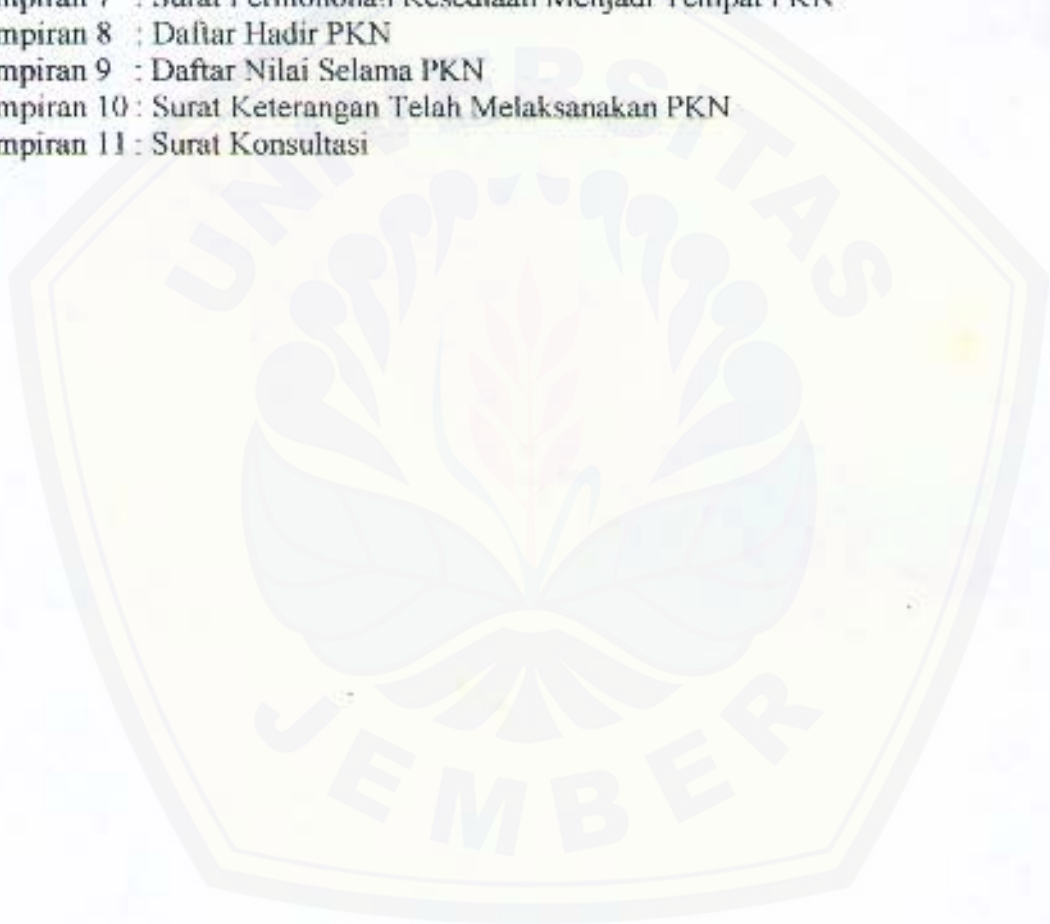 mpiran 7 : Surat Permohonan Kesediaan Menjadi Tempat PKN
mpiran 8 : Daftar Hadir PKN
mpiran 9 : Daftar Nilai Selama PKN
mpiran 10 : Surat Keterangan Telah Melaksanakan PKN
mpiran 11 : Surat Konsultasi
UNIVERSITAS
JEMBER